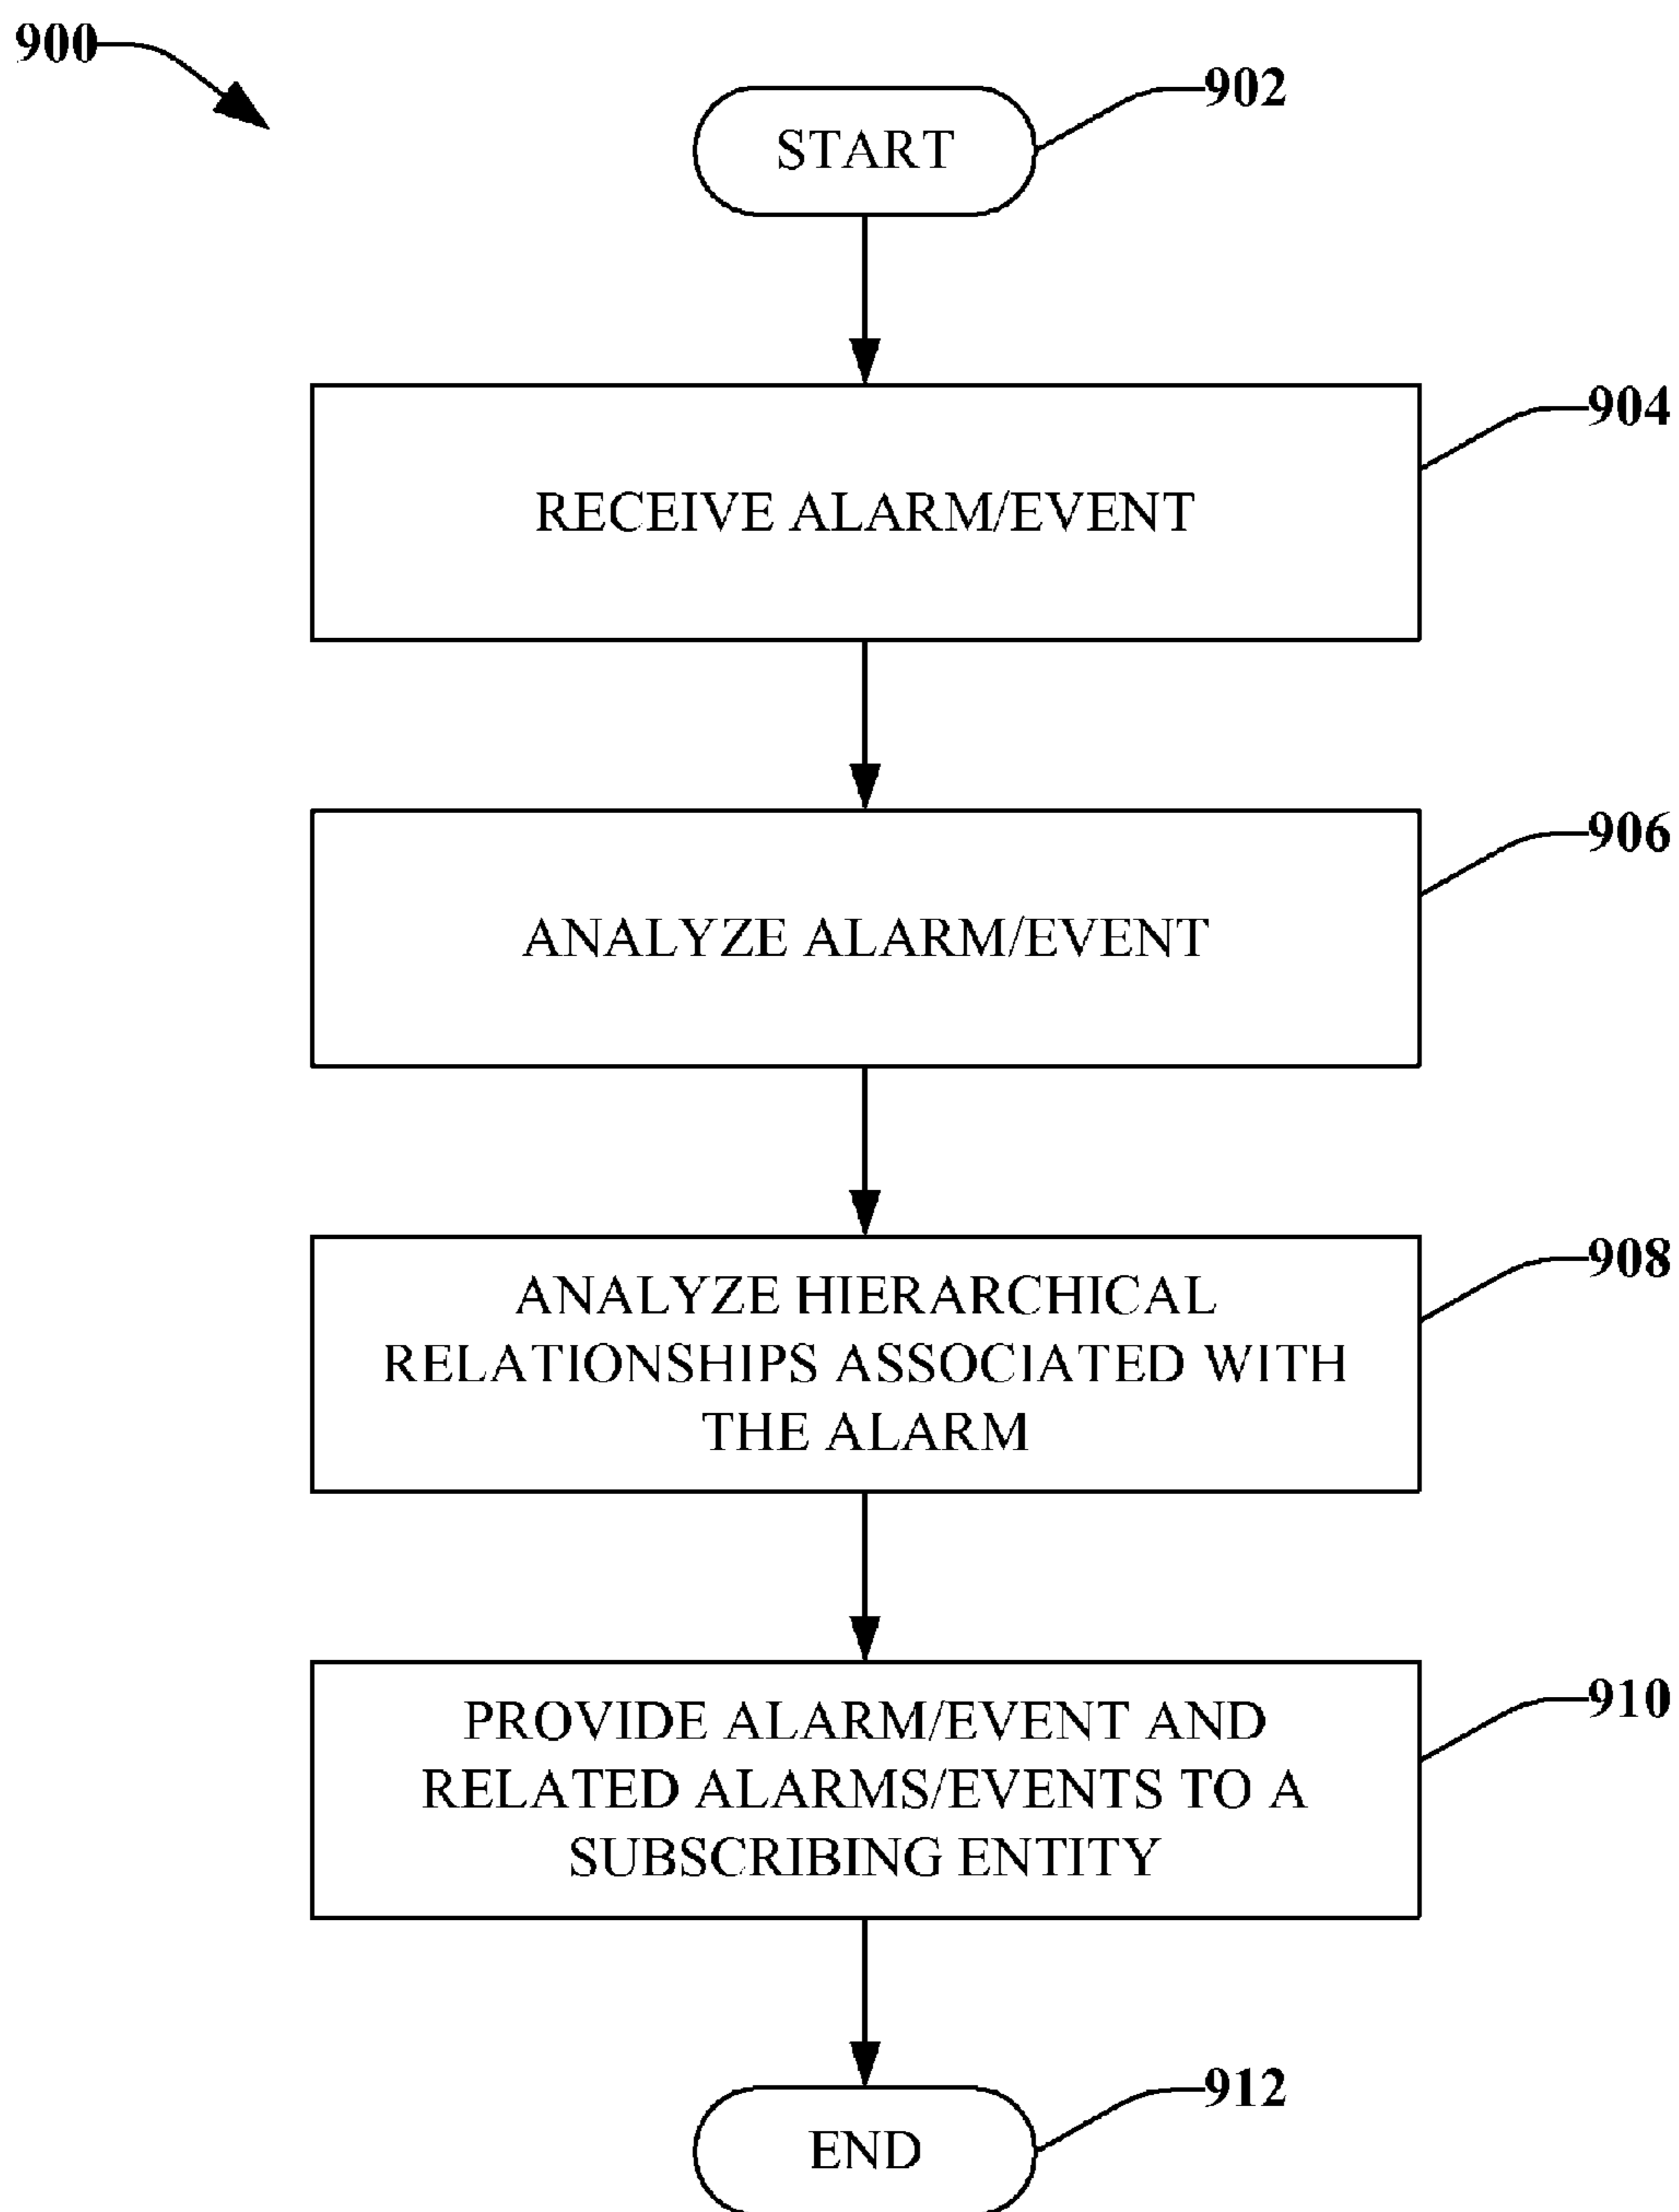 900
902
START
904
RECEIVE ALARM/EVENT
906
ANALYZE ALARM/EVENT
908
ANALYZE HIERARCHICAL
RELATIONSHIPS ASSOCIATED WITH
THE ALARM
910
PROVIDE ALARM/EVENT AND
RELATED ALARMS/EVENTS TO A
SUBSCRIBING ENTITY
912
END